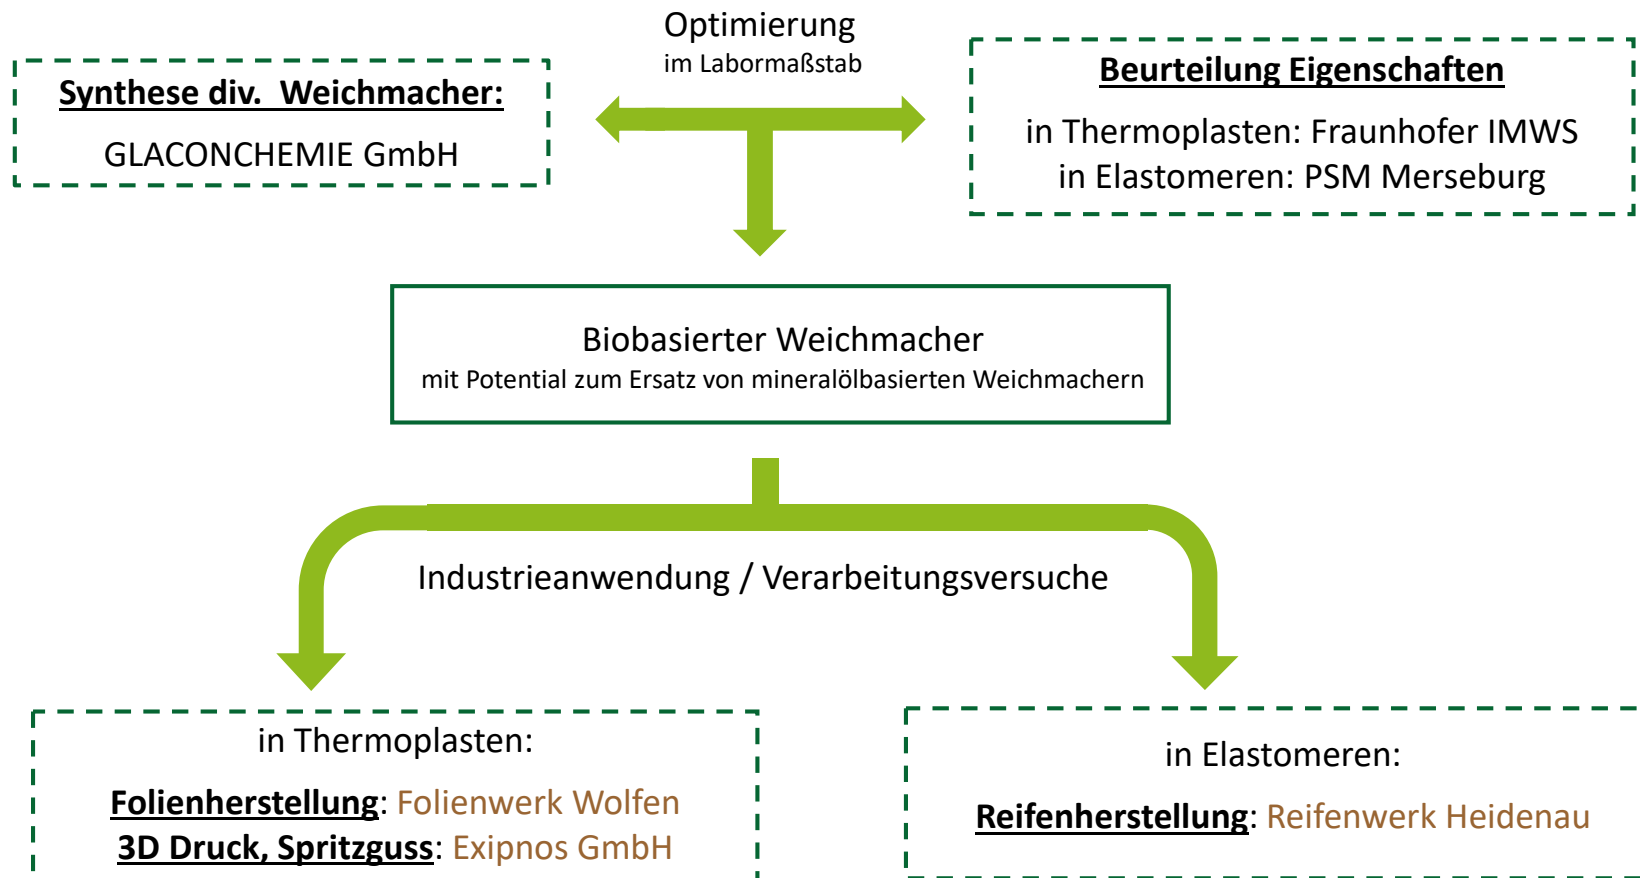 Optimierung
im Labormaßstab
Synthese div.  Weichmacher:
GLACONCHEMIE GmbH
Beurteilung Eigenschaften
in Thermoplasten: Fraunhofer IMWS
in Elastomeren: PSM Merseburg
Biobasierter Weichmacher
mit Potential zum Ersatz von mineralölbasierten Weichmachern
Industrieanwendung / Verarbeitungsversuche
in Thermoplasten:
Folienherstellung: Folienwerk Wolfen
3D Druck, Spritzguss: Exipnos GmbH
in Elastomeren:
Reifenherstellung: Reifenwerk Heidenau